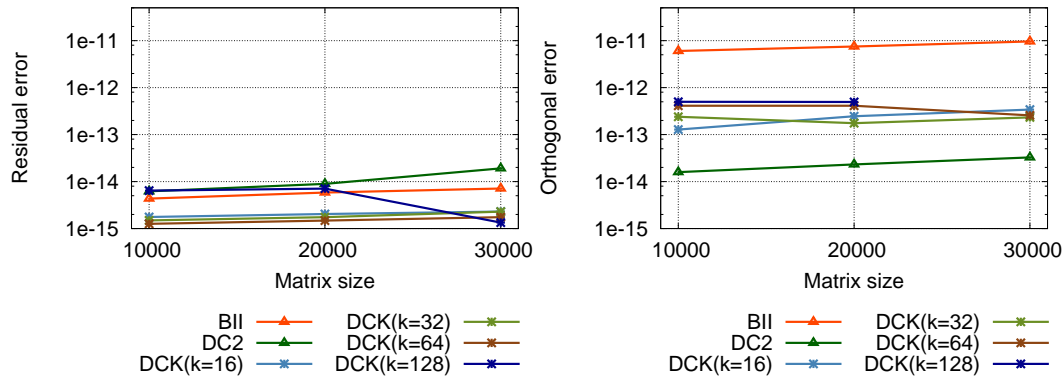 Residual error
1e-11
1e-12
1e-13
1e-14
1e-15
10000 20000 30000
Matrix size
BII
DC2
DCK(k=16)
DCK(k=32)
DCK(k=64)
DCK(k=128)
Orthogonal error
1e-11
1e-12
1e-13
1e-14
1e-15
10000 20000 30000
Matrix size
BII
DC2
DCK(k=16)
DCK(k=32)
DCK(k=64)
DCK(k=128)